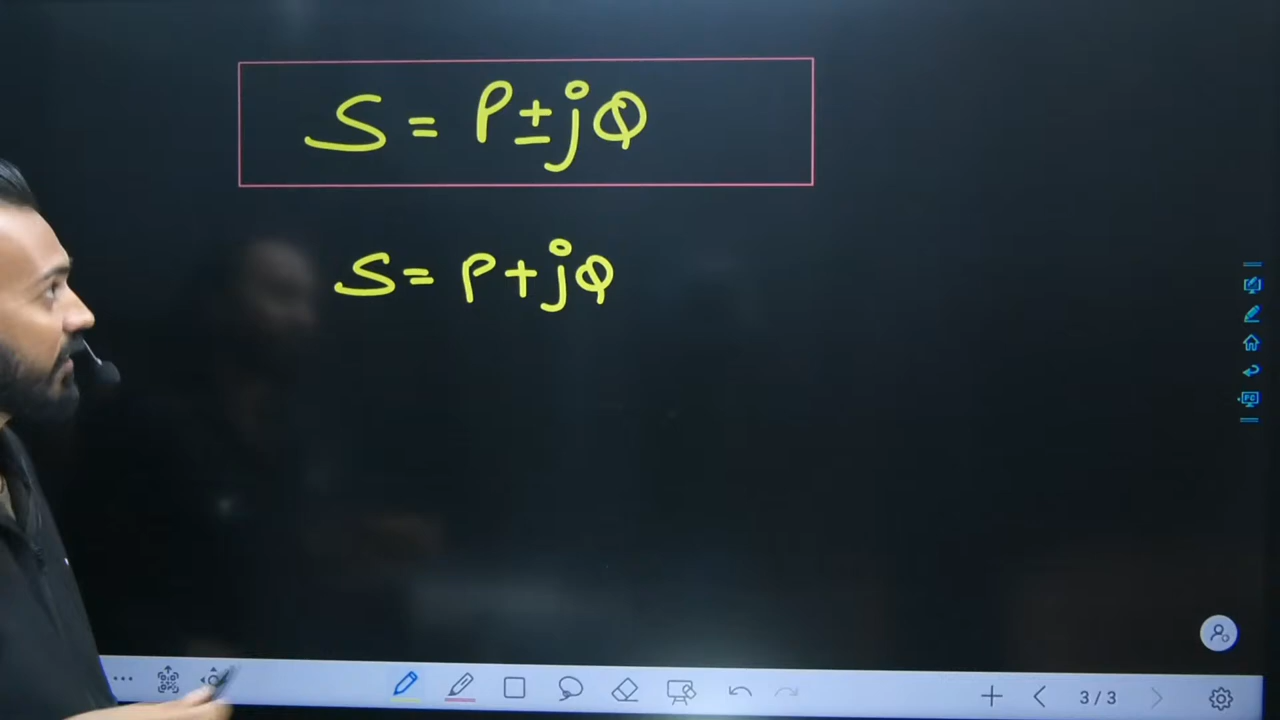 S = P ± jQ
S = P + jQ
3 / 3